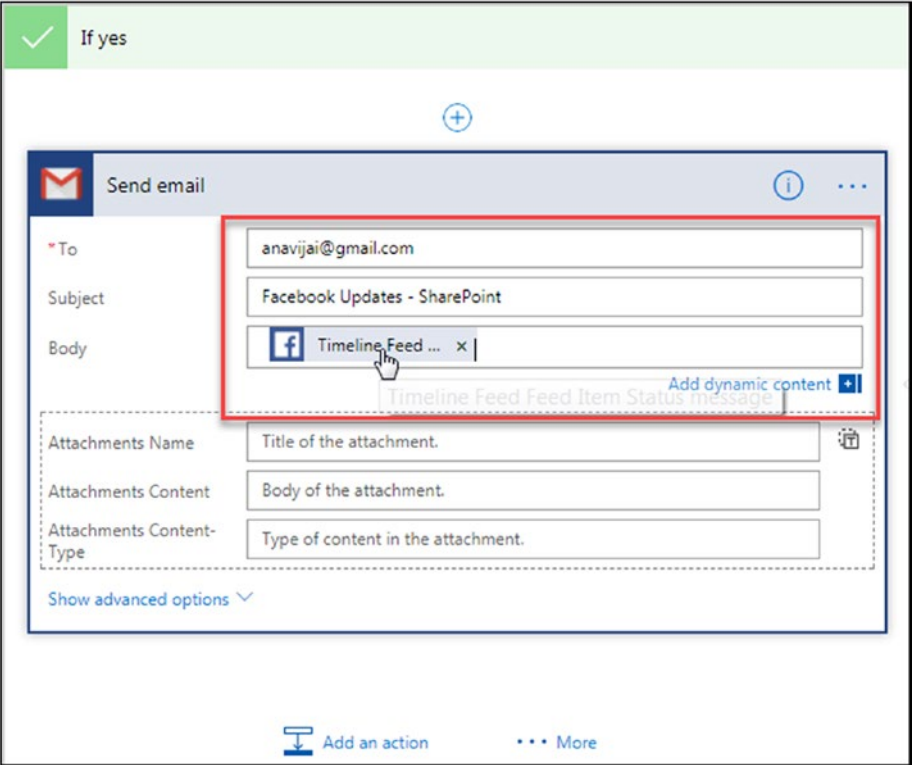 If yes
Send email
*To
anavijai@gmail.com
Subject
Facebook Updates - SharePoint
Body
Timeline Feed ... ×
Add dynamic content
Timeline Feed Feed Item Status message
Attachments Name
Title of the attachment.
Attachments Content
Body of the attachment.
Attachments Content-
Type
Type of content in the attachment.
Show advanced options
Add an action
··· More